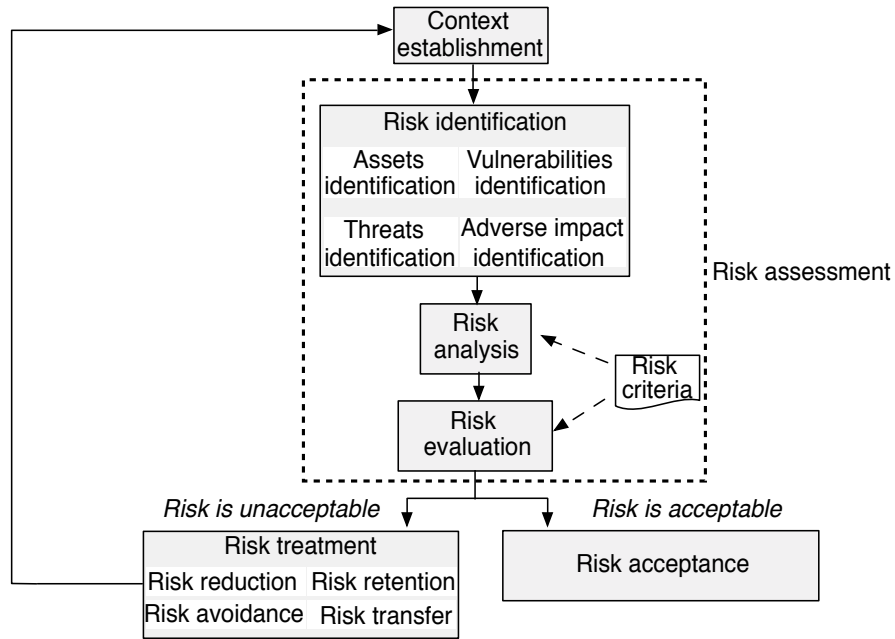 Context
establishment
Risk identification
Assets
identification
Vulnerabilities
identification
Threats
identification
Adverse impact
identification
Risk assessment
Risk
analysis
Risk
criteria
Risk
evaluation
Risk is unacceptable
Risk is acceptable
Risk treatment
Risk reduction
Risk retention
Risk avoidance
Risk transfer
Risk acceptance